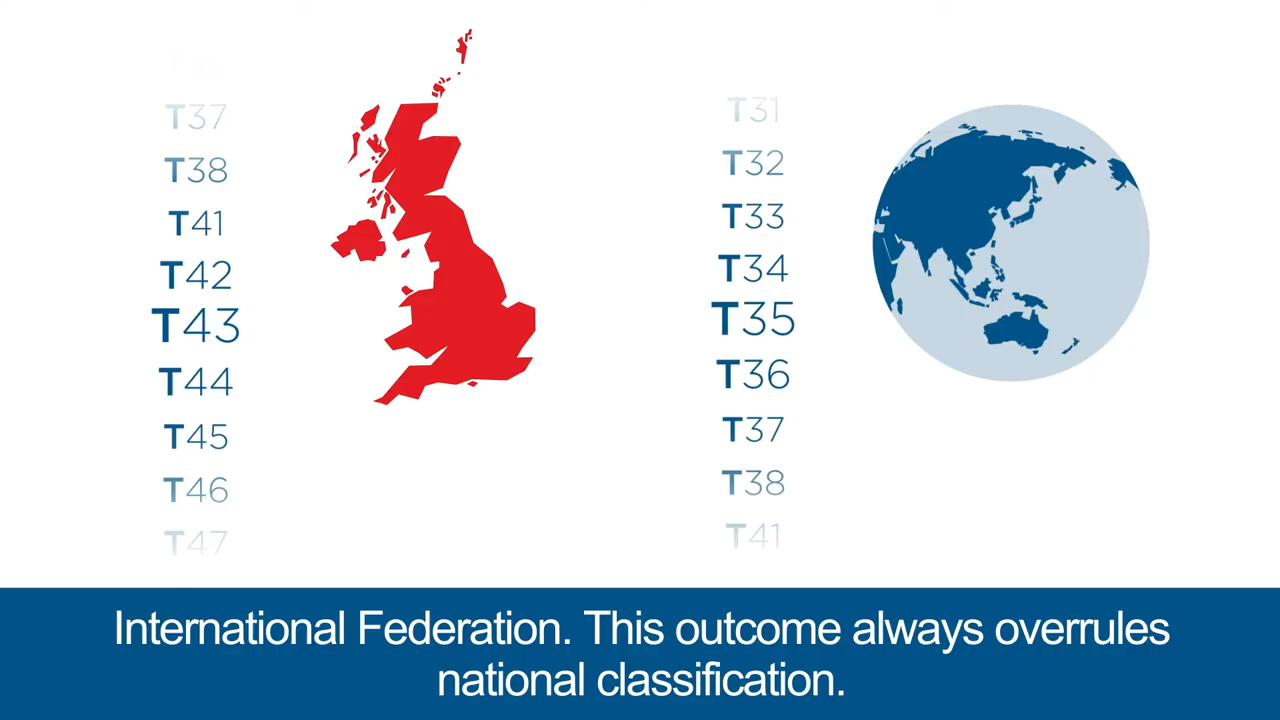 T37
T38
T41
T42
T43
T44
T45
T46
T47
T31
T32
T33
T34
T35
T36
T37
T38
T41
International Federation. This outcome always overrules
national classification.